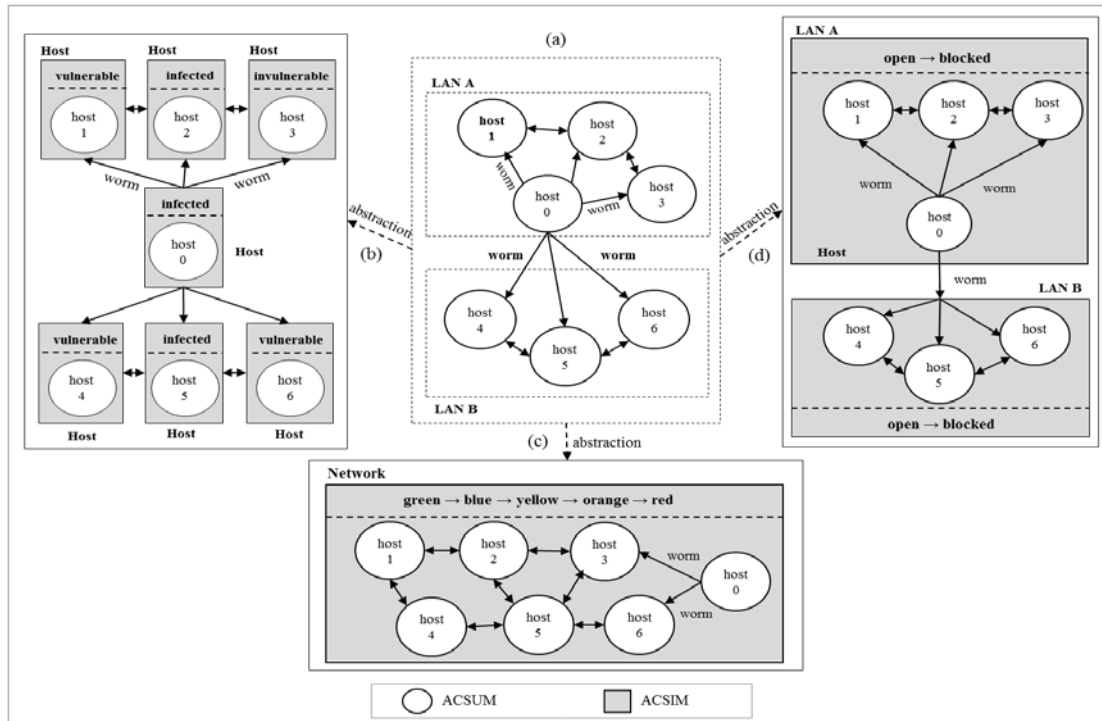 (a)
Host
Host
Host
vulnerable
infected
invulnerable
host
1
host
2
host
3
worm
worm
infected
host
0
Host
vulnerable
infected
vulnerable
host
4
host
5
host
6
Host
Host
Host
abstraction
(b)
LAN A
host
1
host
2
host
3
worm
host
0
worm
worm
worm
host
4
host
5
host
6
LAN B
abstraction
(d)
LAN A
open → blocked
host
1
host
2
host
3
worm
worm
host
0
Host
worm
LAN B
host
4
host
5
host
6
open → blocked
(c)
abstraction
Network
green → blue → yellow → orange → red
host
1
host
2
host
3
worm
host
0
worm
host
4
host
5
host
6
ACSUM
ACSIM